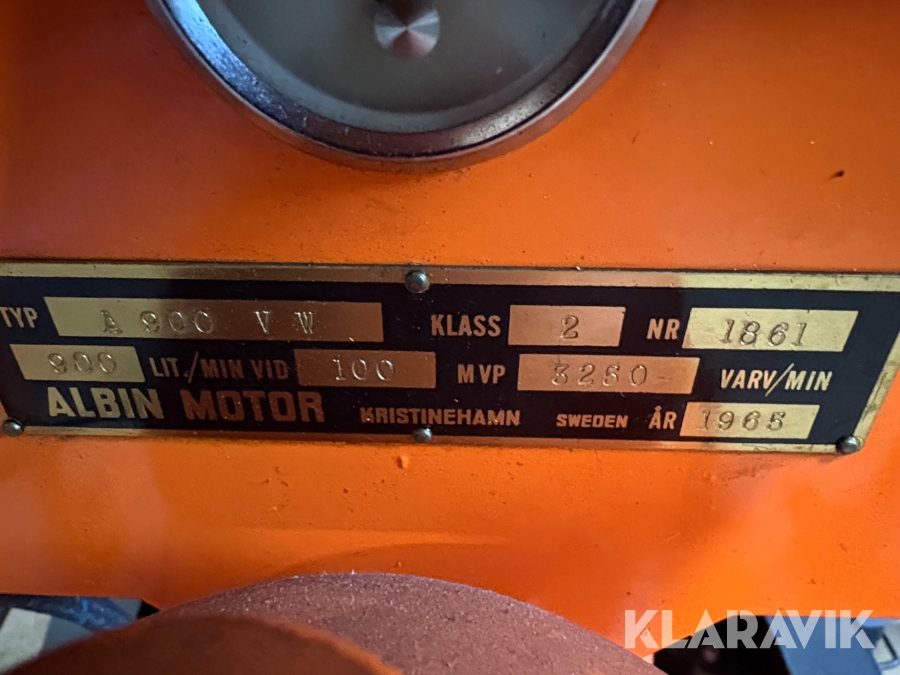 TYP A 900 V W KLASS 2 NR 1861
900 LIT./MIN VID 100 MVP 3250- VARV/MIN
ALBIN MOTOR KRISTINEHAMN SWEDEN ÅR 1965
KLARAVIK